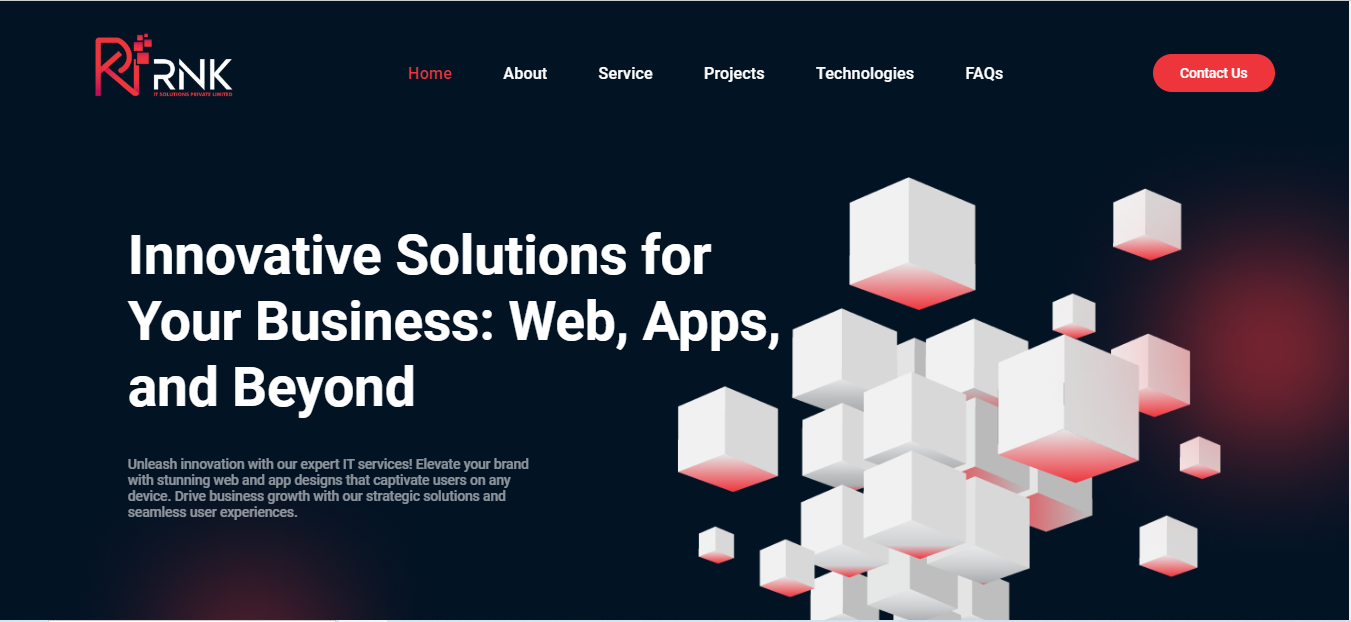 RNK
IT SOLUTIONS PRIVATE LIMITED
Home About Service Projects Technologies FAQs
Contact Us
Innovative Solutions for
Your Business: Web, Apps,
and Beyond
Unleash innovation with our expert IT services! Elevate your brand
with stunning web and app designs that captivate users on any
device. Drive business growth with our strategic solutions and
seamless user experiences.